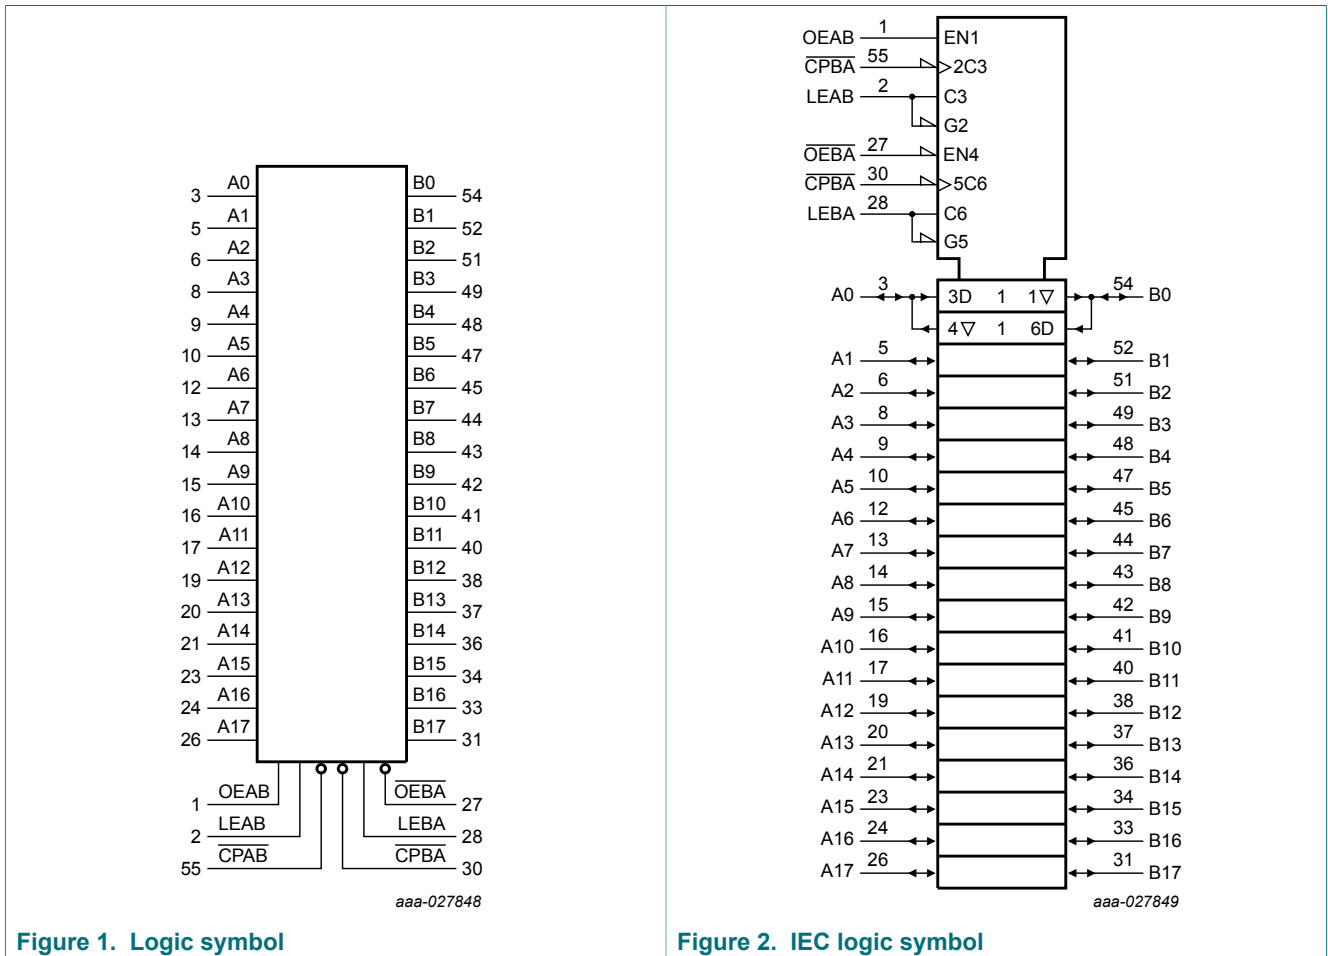 A0
3
B0
54
A1
5
B1
52
A2
6
B2
51
A3
8
B3
49
A4
9
B4
48
A5
10
B5
47
A6
12
B6
45
A7
13
B7
44
A8
14
B8
43
A9
15
B9
42
A10
16
B10
41
A11
17
B11
40
A12
19
B12
38
A13
20
B13
37
A14
21
B14
36
A15
23
B15
34
A16
24
B16
33
A17
26
B17
31
OEAB
1
OEBA
27
LEAB
2
LEBA
28
CPAB
55
CPBA
30
aaa-027848
Figure 1. Logic symbol
OEAB 1 EN1
CPBA 55 2C3
LEAB 2 C3
G2
OEBA 27 EN4
CPBA 30 5C6
LEBA 28 C6
G5
A0 3 3D 1 1▽ 54 B0
4▽ 1 6D
A1 5 52 B1
A2 6 51 B2
A3 8 49 B3
A4 9 48 B4
A5 10 47 B5
A6 12 45 B6
A7 13 44 B7
A8 14 43 B8
A9 15 42 B9
A10 16 41 B10
A11 17 40 B11
A12 19 38 B12
A13 20 37 B13
A14 21 36 B14
A15 23 34 B15
A16 24 33 B16
A17 26 31 B17
aaa-027849
Figure 2. IEC logic symbol